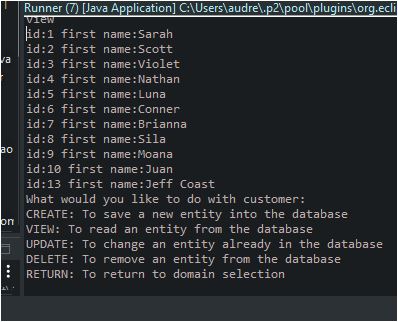 Runner (7) [Java Application] C:\Users\audre\.p2\pool\plugins\org.ecli
view
id:1 first name:Sarah
id:2 first name:Scott
id:3 first name:Violet
id:4 first name:Nathan
id:5 first name:Luna
id:6 first name:Conner
id:7 first name:Brianna
id:8 first name:Sila
id:9 first name:Moana
id:10 first name:Juan
id:13 first name:Jeff Coast
What would you like to do with customer:
CREATE: To save a new entity into the database
VIEW: To read an entity from the database
UPDATE: To change an entity already in the database
DELETE: To remove an entity from the database
RETURN: To return to domain selection